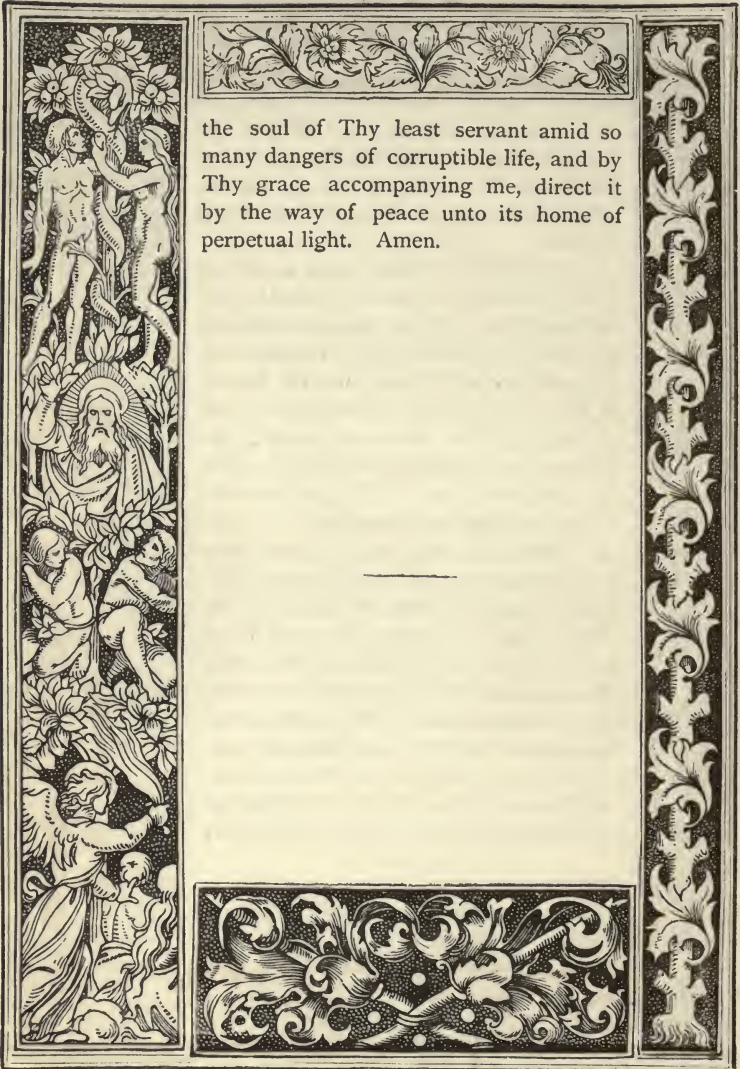 the soul of Thy least servant amid so
many dangers of corruptible life, and by
Thy grace accompanying me, direct it
by the way of peace unto its home of
perpetual light. Amen.